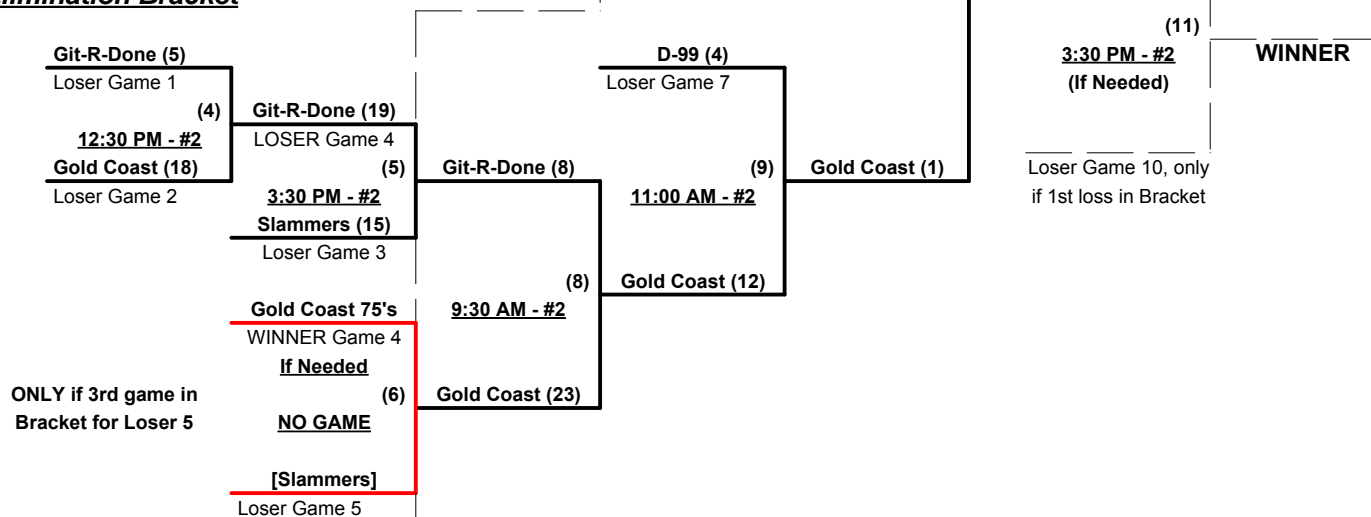 Git-R-Done (5)
Loser Game 1
(4)
12:30 PM - #2
Gold Coast (18)
Loser Game 2
Git-R-Done (19)
LOSER Game 4
(5)
3:30 PM - #2
Slammers (15)
Loser Game 3
Gold Coast 75's
WINNER Game 4
If Needed
(6)
NO GAME
[Slammers]
Loser Game 5
ONLY if 3rd game in
Bracket for Loser 5
Git-R-Done (8)
(8)
9:30 AM - #2
Gold Coast (23)
D-99 (4)
Loser Game 7
(9)
11:00 AM - #2
Gold Coast (12)
Gold Coast (1)
(11)
3:30 PM - #2
(If Needed)
WINNER
Loser Game 10, only
if 1st loss in Bracket